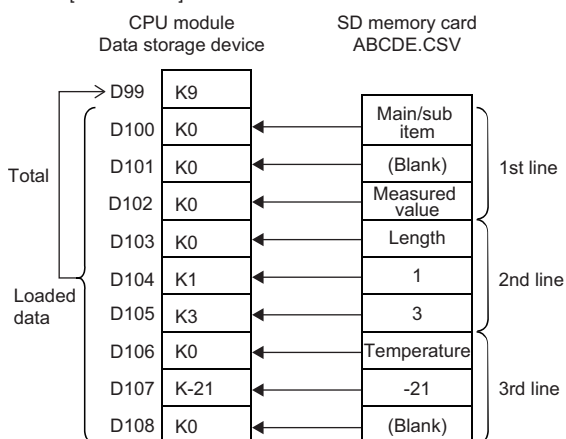 CPU module
Data storage device
SD memory card
ABCDE.CSV
D99 K9
D100 K0 Main/sub item
D101 K0 (Blank)
D102 K0 Measured value
1st line
D103 K0 Length
D104 K1 1
D105 K3 3
2nd line
D106 K0 Temperature
D107 K-21 -21
D108 K0 (Blank)
3rd line
Total
Loaded
data